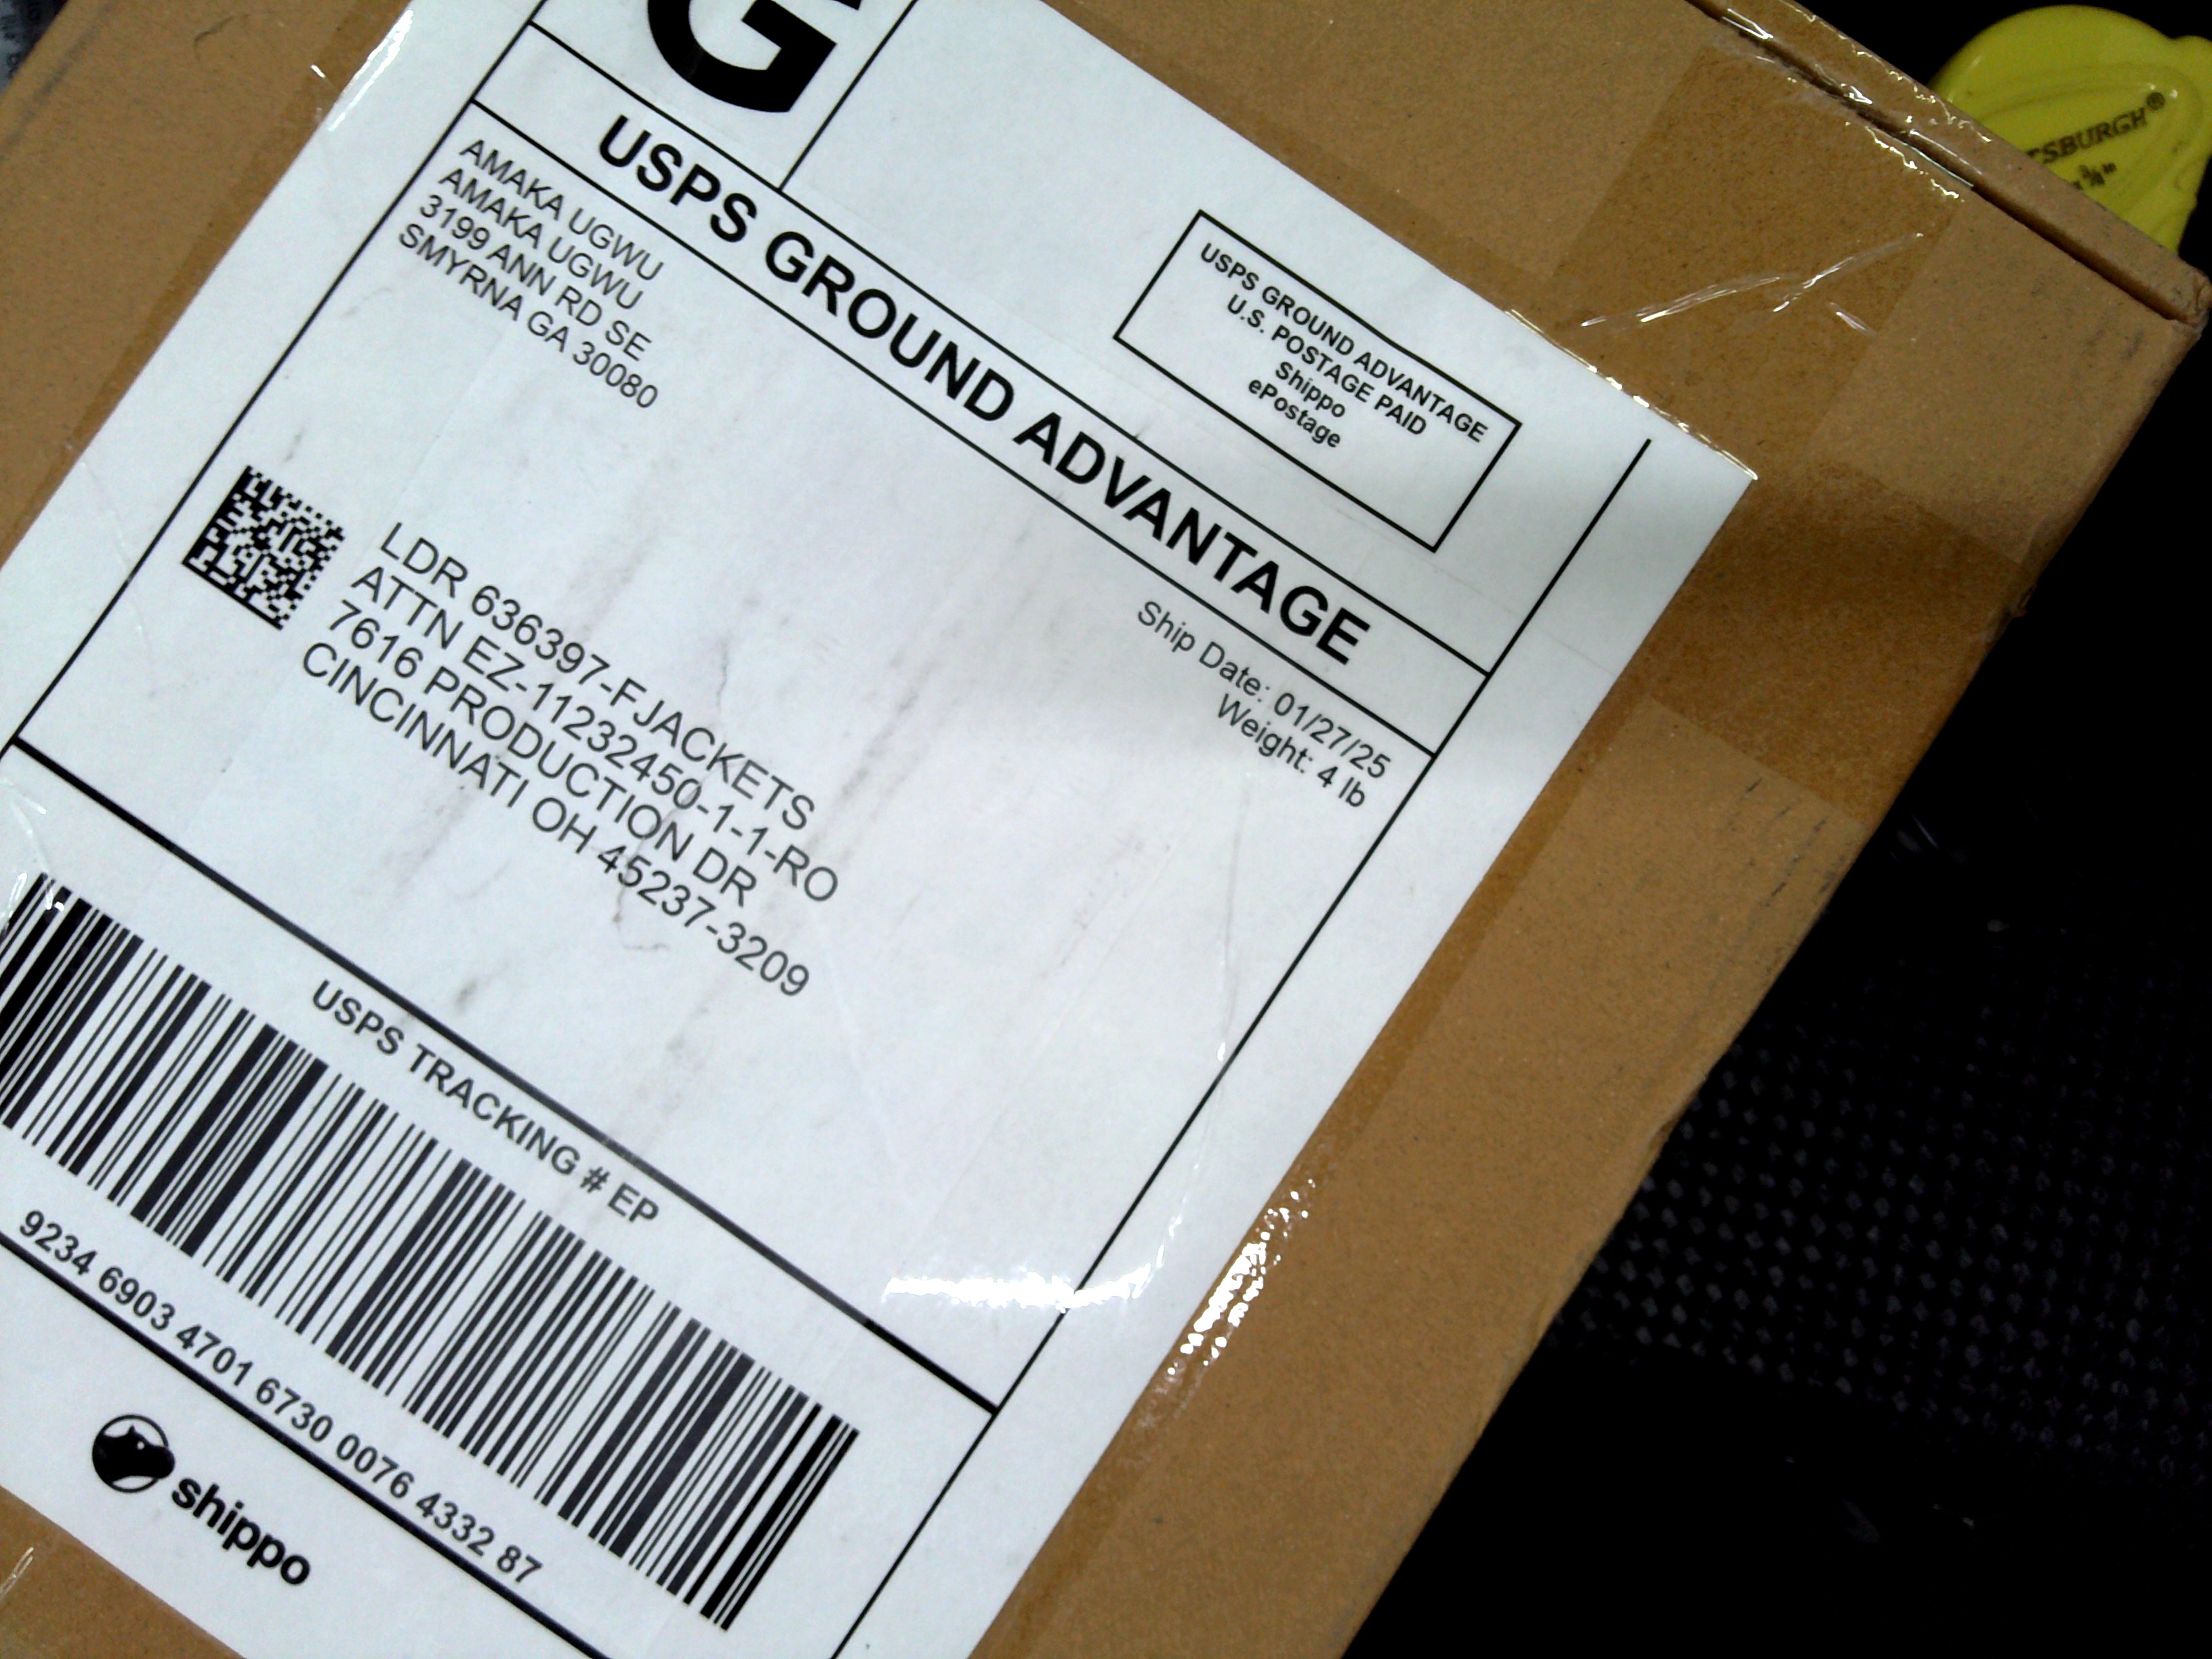 G
USPS GROUND ADVANTAGE
U.S. POSTAGE PAID
Shippo
ePostage
USPS GROUND ADVANTAGE
AMAKA UGWU
AMAKA UGWU
3199 ANN RD SE
SMYRNA GA 30080
Ship Date: 01/27/25
Weight: 4 lb
LDR 636397-FJACKETS
ATTN EZ-11232450-1-1-RO
7616 PRODUCTION DR
CINCINNATI OH 45237-3209
USPS TRACKING # EP
9234 6903 4701 6730 0076 4332 87
shippo
TSBURGH®